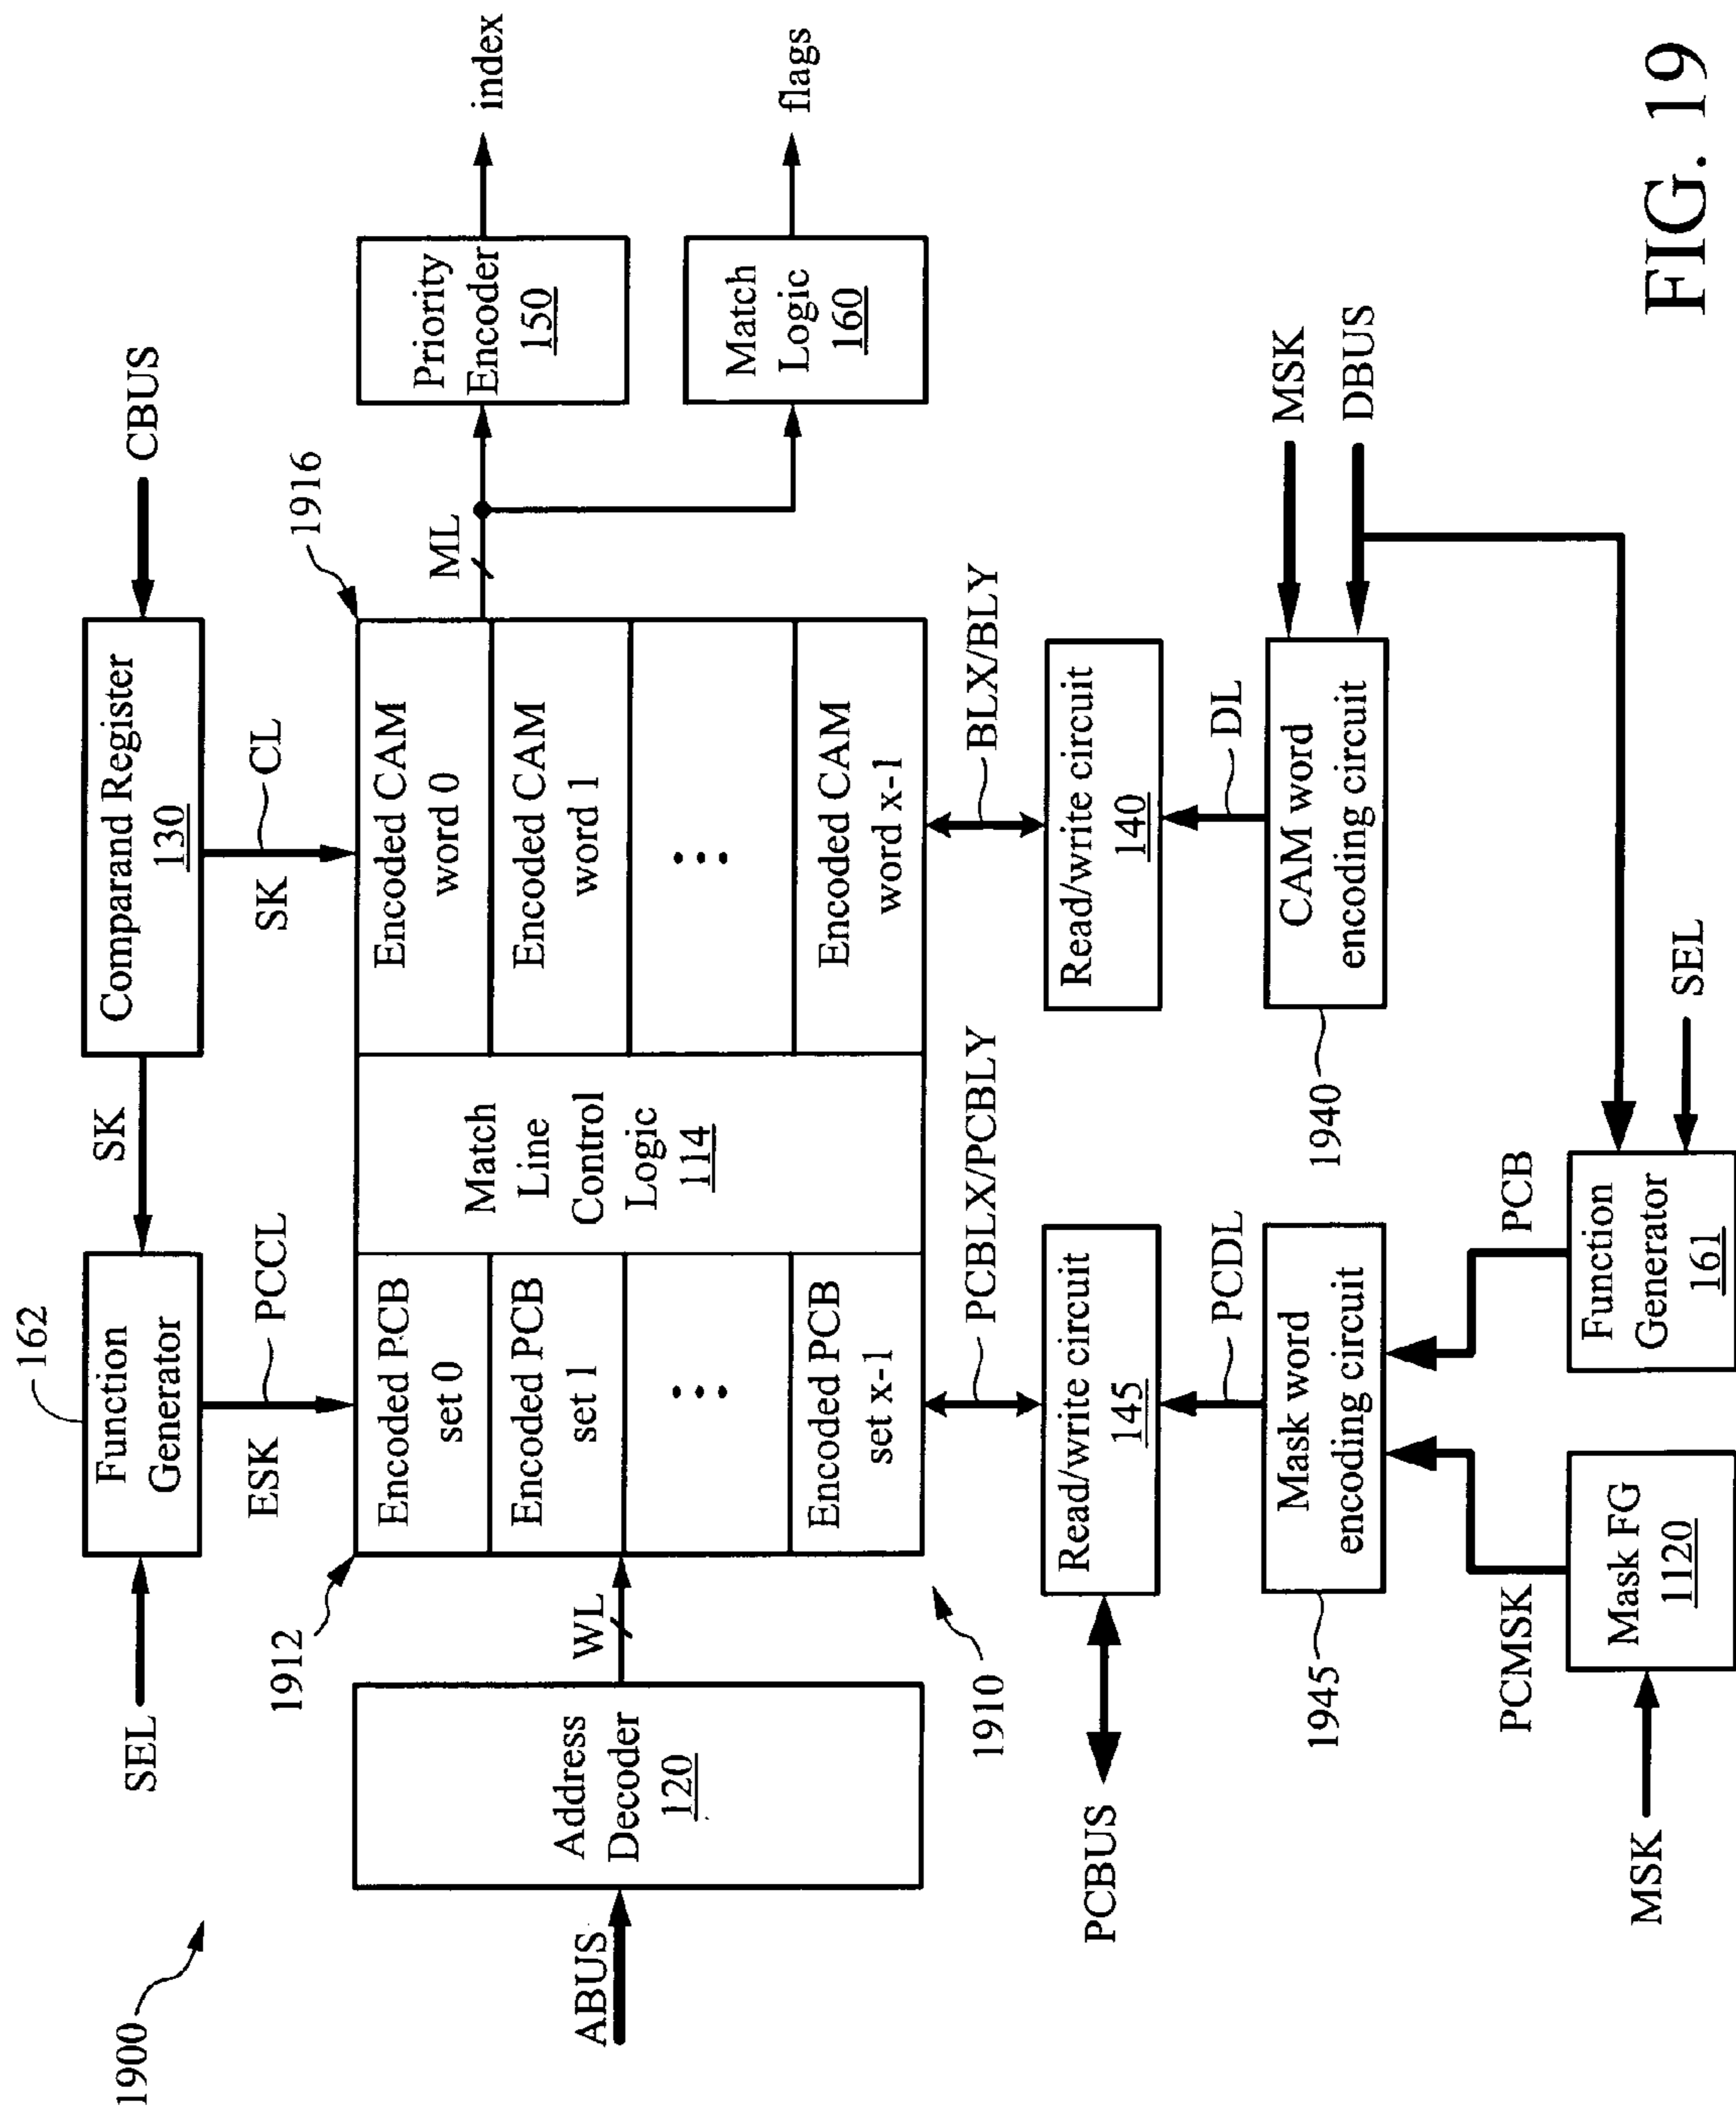 1900
SEL
162
Function
Generator
SK
Comparand Register
130
CBUS
ESK
PCCL
SK
CL
1912
1916
ABUS
Address
Decoder
120
WL
Encoded PCB
set 0
Encoded PCB
set 1
Encoded PCB
set x-1
Match
Line
Control
Logic
114
Encoded CAM
word 0
Encoded CAM
word 1
Encoded CAM
word x-1
ML
Priority
Encoder
150
index
Match
Logic
160
flags
1910
PCBLX/PCBLY
BLX/BLY
PCBUS
Read/write circuit
145
Read/write circuit
140
PCDL
DL
1945
Mask word
encoding circuit
1940
CAM word
encoding circuit
MSK
DBUS
PCMSK
PCB
MSK
Mask FG
1120
Function
Generator
161
SEL
FIG. 19